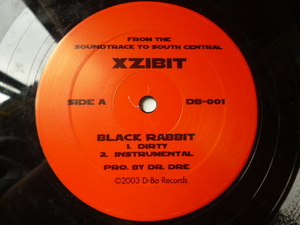 FROM THE
SOUNDTRACK TO SOUTH CENTRAL
XZIBIT
SIDE A DB-001
BLACK RABBIT
1. DIRTY
2. INSTRUMENTAL
PRO. BY DR. DRE
©2003 D-Bo Records